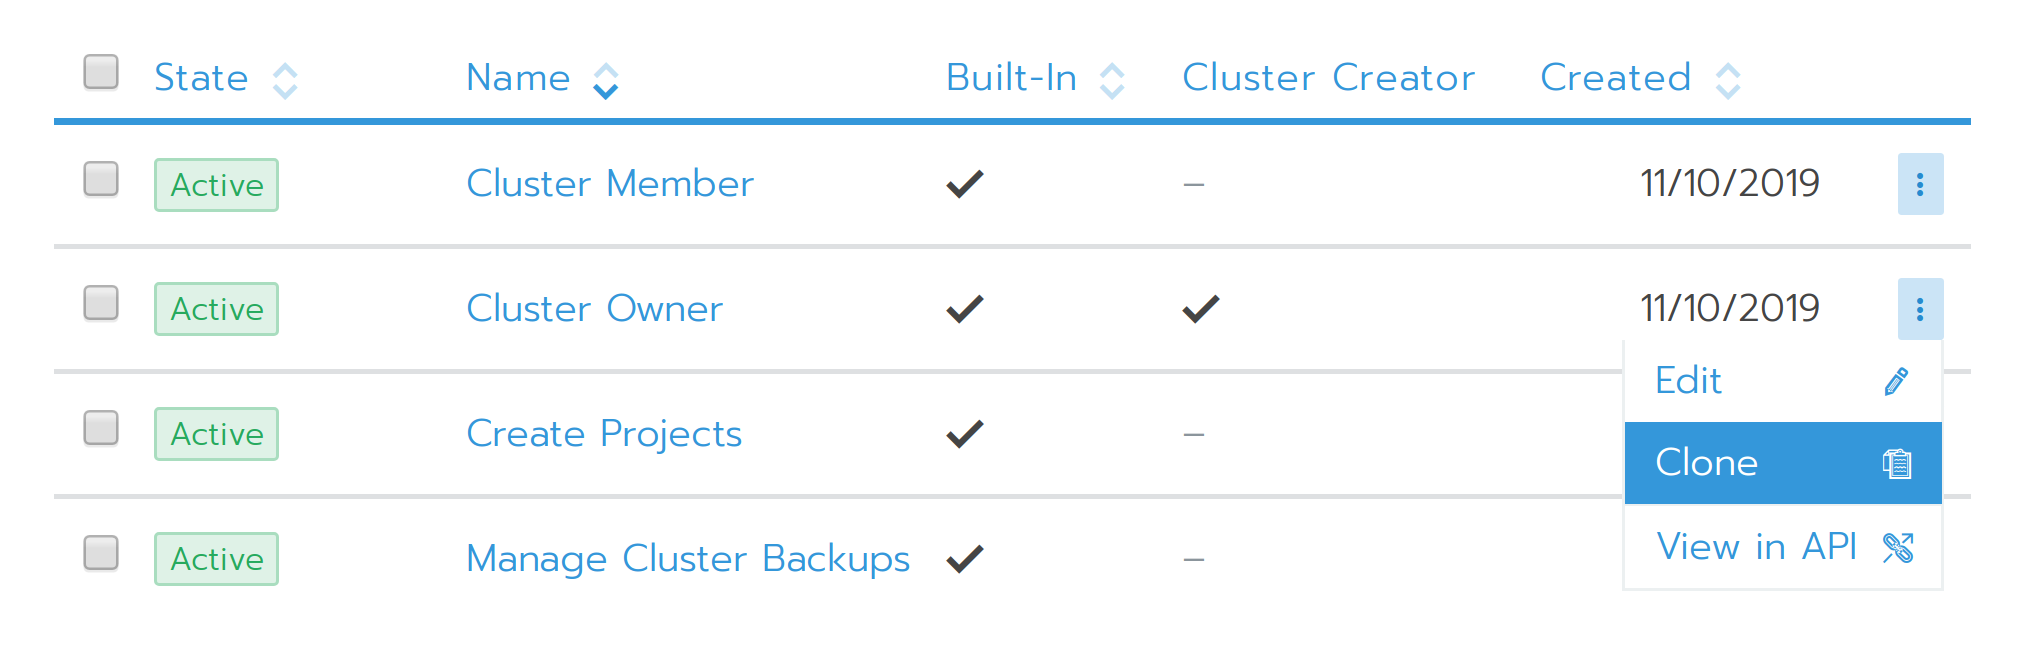 State Name Built-In Cluster Creator Created
Active Cluster Member – 11/10/2019
Active Cluster Owner 11/10/2019
Edit
Active Create Projects –
Clone
View in API
Active Manage Cluster Backups –